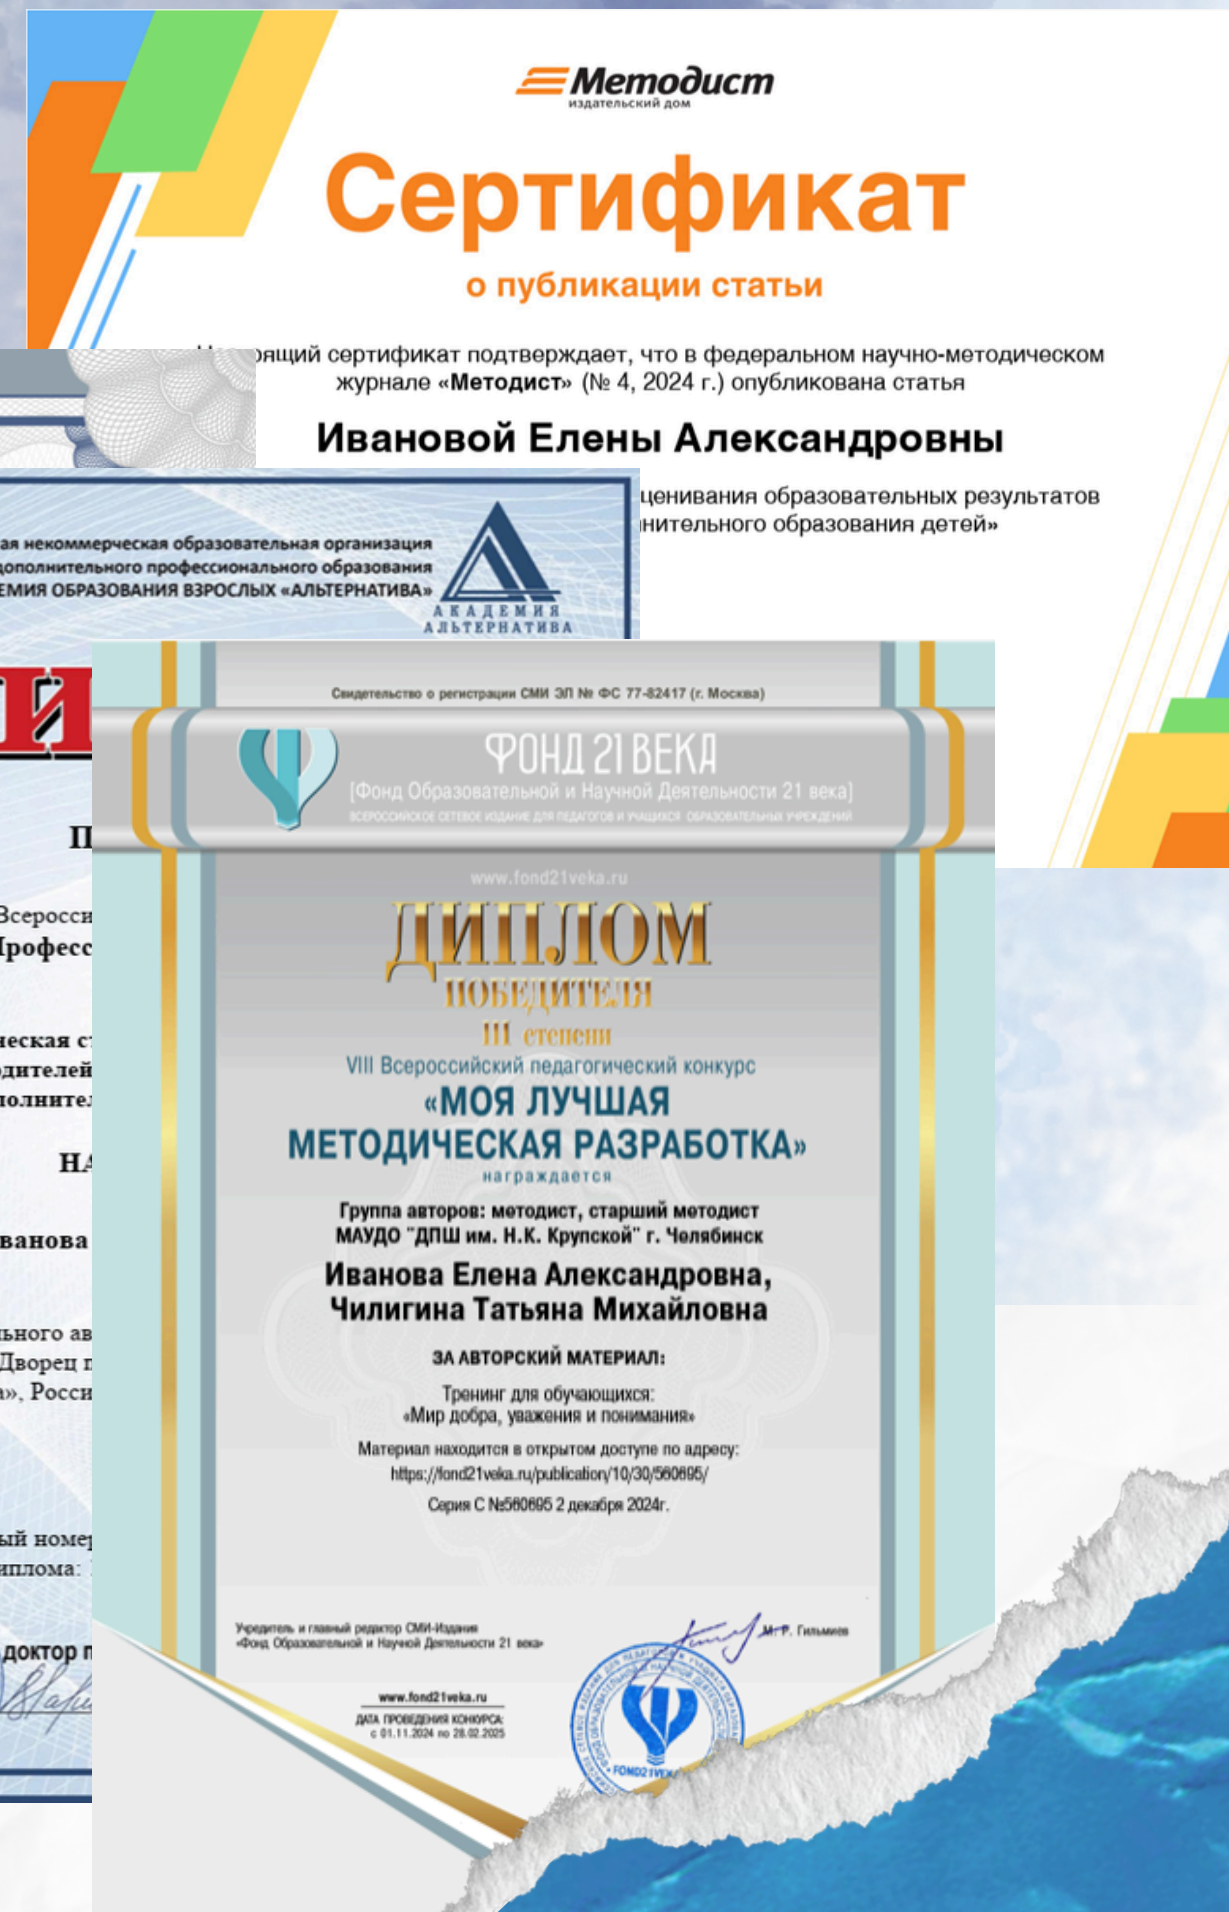 Методист
издательский дом
Сертификат
о публикации статьи
ящий сертификат подтверждает, что в федеральном научно-методическом
журнале «Методист» (№ 4, 2024 г.) опубликована статья
Ивановой Елены Александровны
ценивания образовательных результатов
нительного образования детей»
ая некоммерческая образовательная организация
дополнительного профессионального образования
ЕМИЯ ОБРАЗОВАНИЯ ВЗРОСЛЫХ «АЛЬТЕРНАТИВА»
АКАДЕМИЯ
АЛЬТЕРНАТИВА
И
П
Всеросси
Професс
ческая ст
одителей
полнител
НА
ванова
ьного ав
Дворец п
а», Росси
ый номер
иплома:
доктор п
Свидетельство о регистрации СМИ ЭЛ № ФС 77-82417 (г. Москва)
ФОНД 21 ВЕКА
[Фонд Образовательной и Научной Деятельности 21 века]
ВСЕРОССИЙСКОЕ СЕТЕВОЕ ИЗДАНИЕ ДЛЯ ПЕДАГОГОВ И УЧАЩИХСЯ ОБРАЗОВАТЕЛЬНЫХ УЧРЕЖДЕНИЙ
www.fond21veka.ru
ДИПЛОМ
ПОБЕДИТЕЛЯ
III степени
VIII Всероссийский педагогический конкурс
«МОЯ ЛУЧШАЯ
МЕТОДИЧЕСКАЯ РАЗРАБОТКА»
награждается
Группа авторов: методист, старший методист
МАУДО "ДПШ им. Н.К. Крупской" г. Челябинск
Иванова Елена Александровна,
Чилигина Татьяна Михайловна
ЗА АВТОРСКИЙ МАТЕРИАЛ:
Тренинг для обучающихся:
«Мир добра, уважения и понимания»
Материал находится в открытом доступе по адресу:
https://fond21veka.ru/publication/10/30/560695/
Серия С №560695 2 декабря 2024г.
Учредитель и главный редактор СМИ-Издания
«Фонд Образовательной и Научной Деятельности 21 века»
М. Р. Гильмиев
www.fond21veka.ru
ДАТА ПРОВЕДЕНИЯ КОНКУРСА:
с 01.11.2024 по 28.02.2025
FOND21VEK